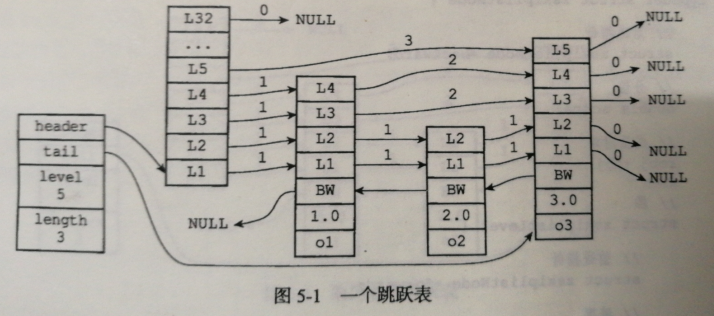 header
tail
level
5
length
3
L32
...
L5
L4
L3
L2
L1
0
NULL
3
1
1
1
1
L4
L3
L2
L1
BW
1.0
o1
NULL
2
2
1
1
L2
L1
BW
2.0
o2
1
1
L5
L4
L3
L2
L1
BW
3.0
o3
0
NULL
0
NULL
0
NULL
0
NULL
0
NULL
图 5-1 一个跳跃表